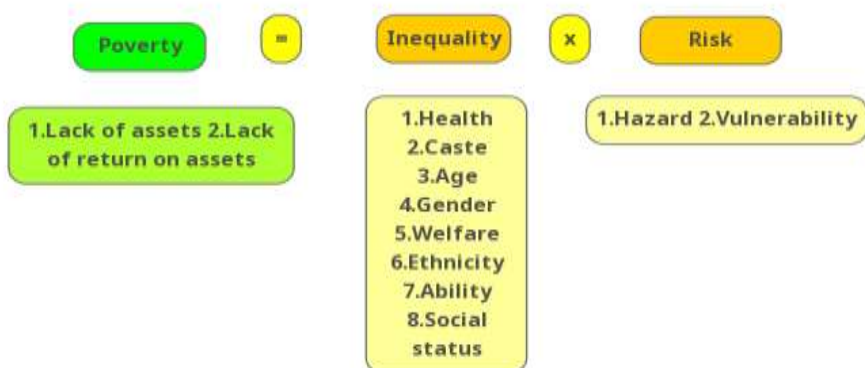 Poverty = Inequality x Risk
1.Lack of assets 2.Lack
of return on assets
1.Health
2.Caste
3.Age
4.Gender
5.Welfare
6.Ethnicity
7.Ability
8.Social
status
1.Hazard 2.Vulnerability